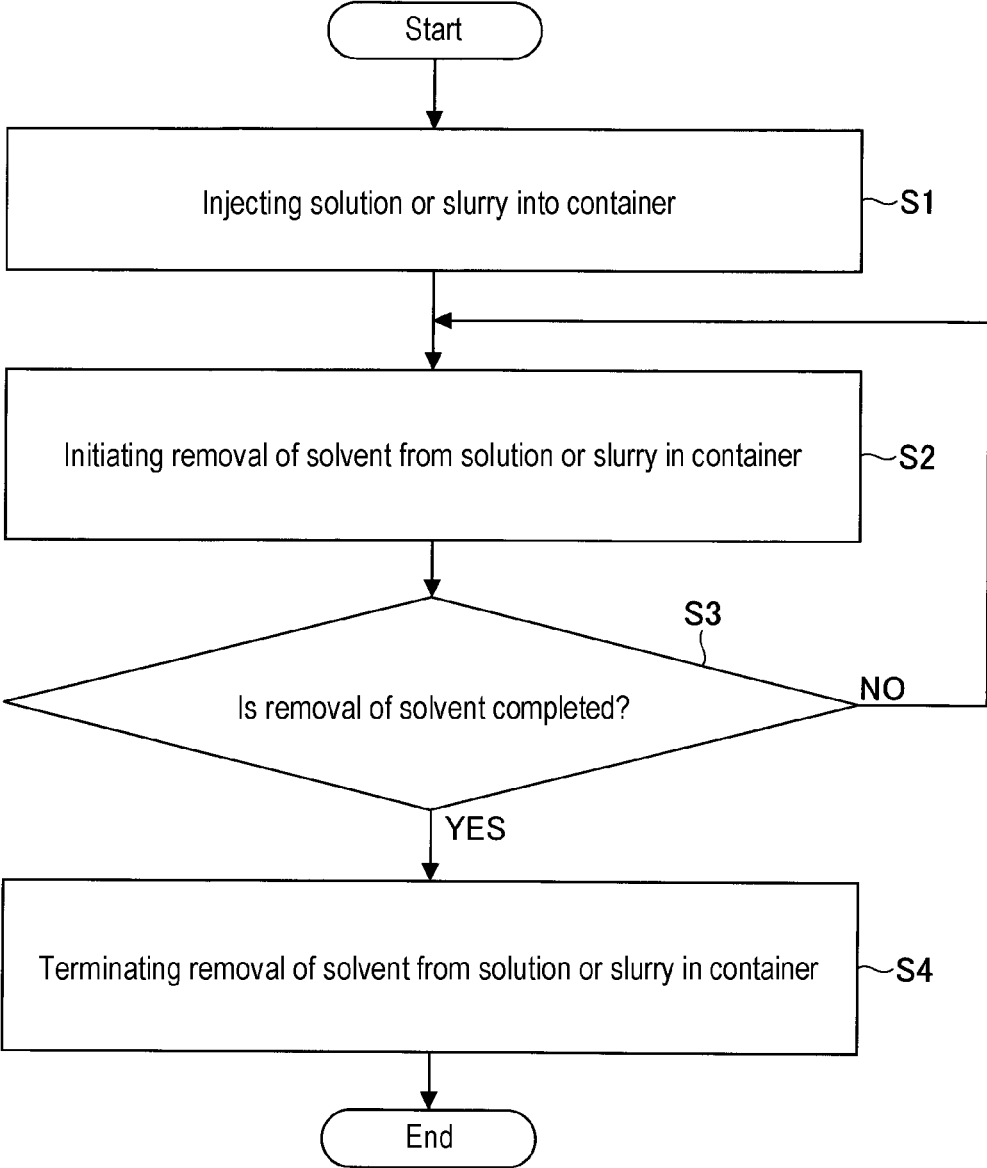 Start
Injecting solution or slurry into container
S1
Initiating removal of solvent from solution or slurry in container
S2
S3
Is removal of solvent completed?
NO
YES
Terminating removal of solvent from solution or slurry in container
S4
End